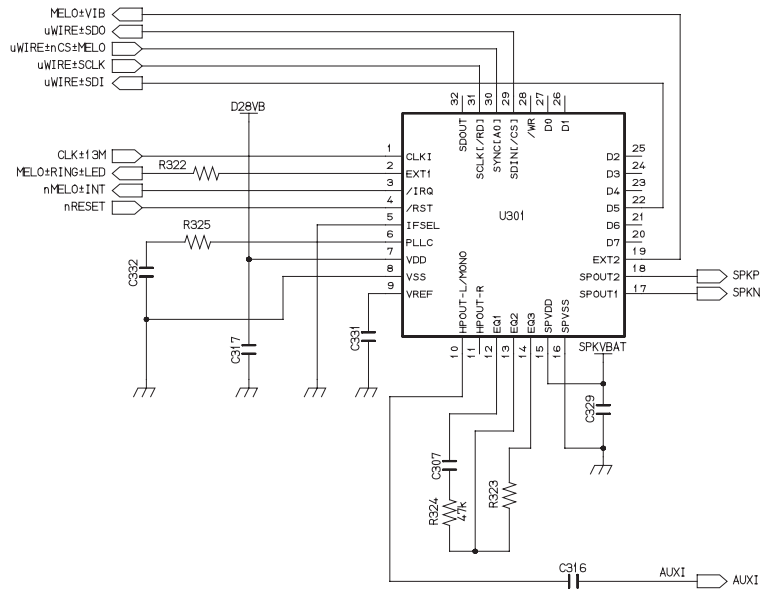 MELO±VIB
uWIRE±SDO
uWIRE±nCS±MELO
uWIRE±SCLK
uWIRE±SDI
D28VB
32
31
30
29
28
27
26
SDOUT
SCLK[/RD]
SYNC[A0]
SDIN[/CS]
/WR
D0
D1
CLK±13M
1
CLKI
D2
25
MELO±RING±LED
R322
2
EXT1
D3
24
nMELO±INT
3
/IRQ
D4
23
nRESET
4
/RST
D5
22
5
IFSEL
U301
D6
21
R325
6
PLLC
D7
20
7
VDD
EXT2
19
C332
8
VSS
SPOUT2
18
SPKP
9
VREF
SPOUT1
17
SPKN
HPOUT-L/MONO
HPOUT-R
EQ1
EQ2
EQ3
SPVDD
SPVSS
10
11
12
13
14
15
16
C317
C331
SPKVBAT
C329
C307
R324
47k
R323
C316
AUXI
AUXI